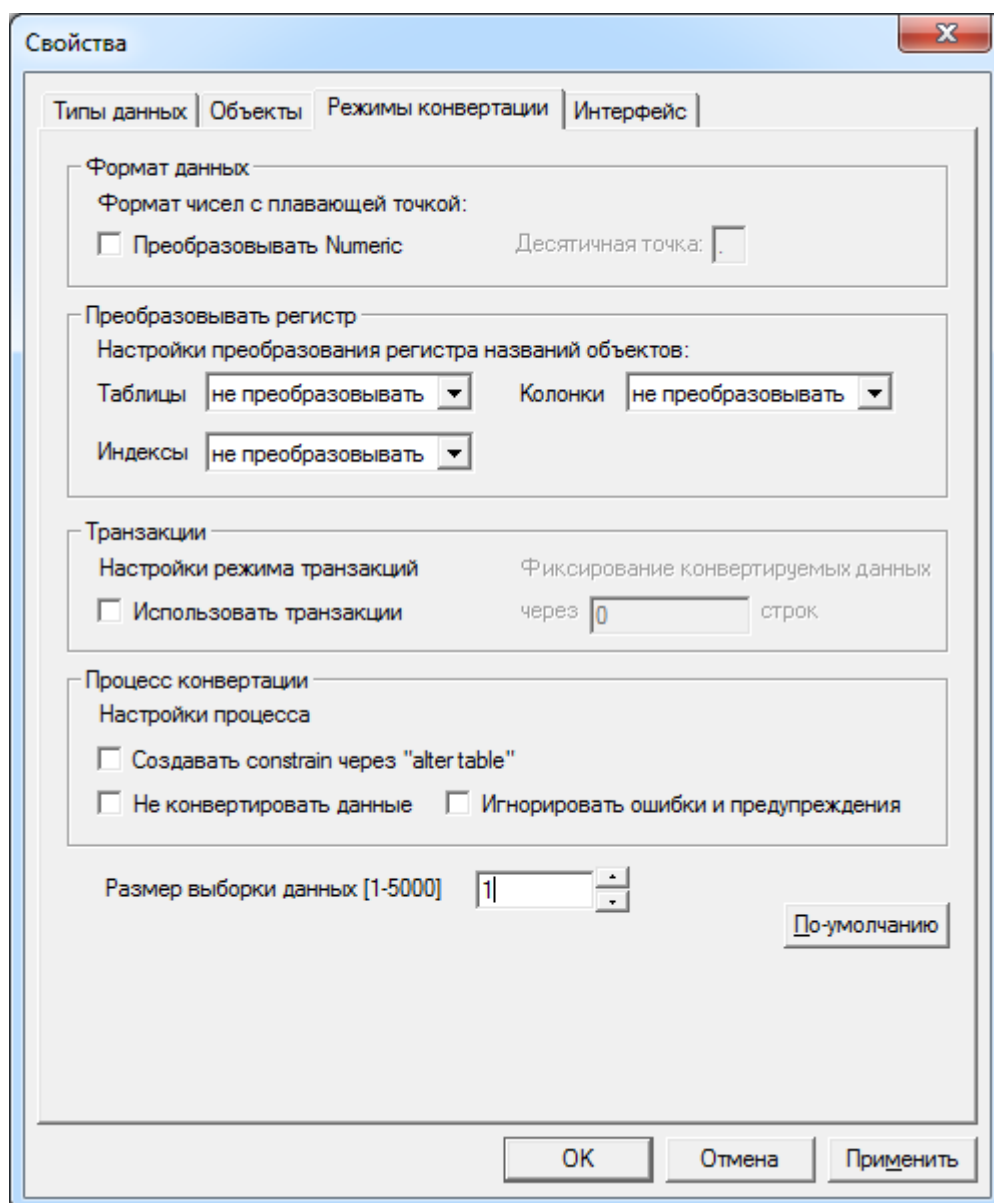 Свойства
Типы данных Объекты Режимы конвертации Интерфейс
Формат данных
Формат чисел с плавающей точкой:
Преобразовывать Numeric Десятичная точка: .
Преобразовывать регистр
Настройки преобразования регистра названий объектов:
Таблицы не преобразовывать Колонки не преобразовывать
Индексы не преобразовывать
Транзакции
Настройки режима транзакций Фиксирование конвертируемых данных
Использовать транзакции через 0 строк
Процесс конвертации
Настройки процесса
Создавать constrain через "alter table"
Не конвертировать данные Игнорировать ошибки и предупреждения
Размер выборки данных [1-5000] 1
По-умолчанию
OK Отмена Применить